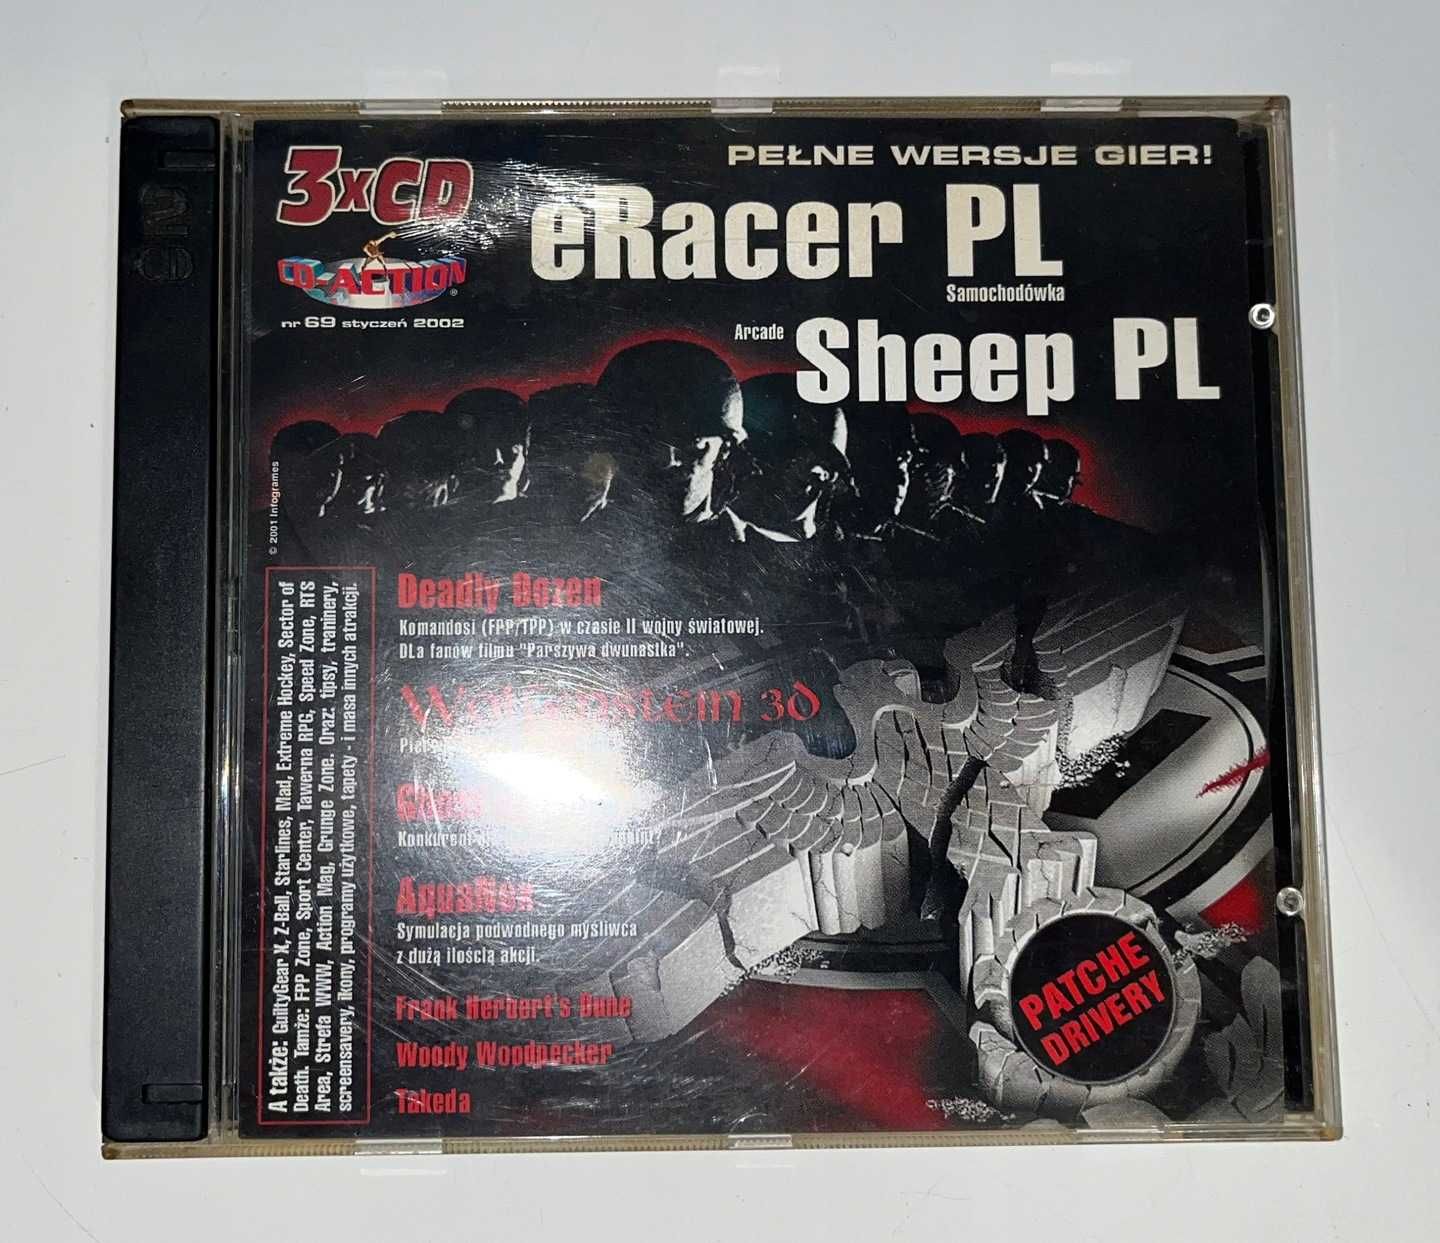 PEŁNE WERSJE GIER!
3xCD
eRacer PL
Samochodówka
CD-ACTION
®
nr 69 styczeń 2002
Arcade
Sheep PL
© 2001 Infogrames
Deadly Dozen
Komandosi (FPP/TPP) w czasie II wojny światowej.
DLa fanów filmu "Parszywa dwunastka".
Wolfenstein 3D
AquaNox
Symulacja podwodnego myśliwca
z dużą ilością akcji.
Frank Herbert's Dune
Woody Woodpecker
Takeda
A także: GuiltyGear X, Z-Ball, Starlines, Mad, Extreme Hockey, Sector of
Death. Tamże: FPP Zone, Sport Center, Tawerna RPG, Speed Zone, RTS
Area, Strefa WWW, Action Mag, Grunge Zone. Oraz: tipsy, traninery,
screensavery, ikony, programy użytkowe, tapety - i masa innych atrakcji.
PATCHE
DRIVERY